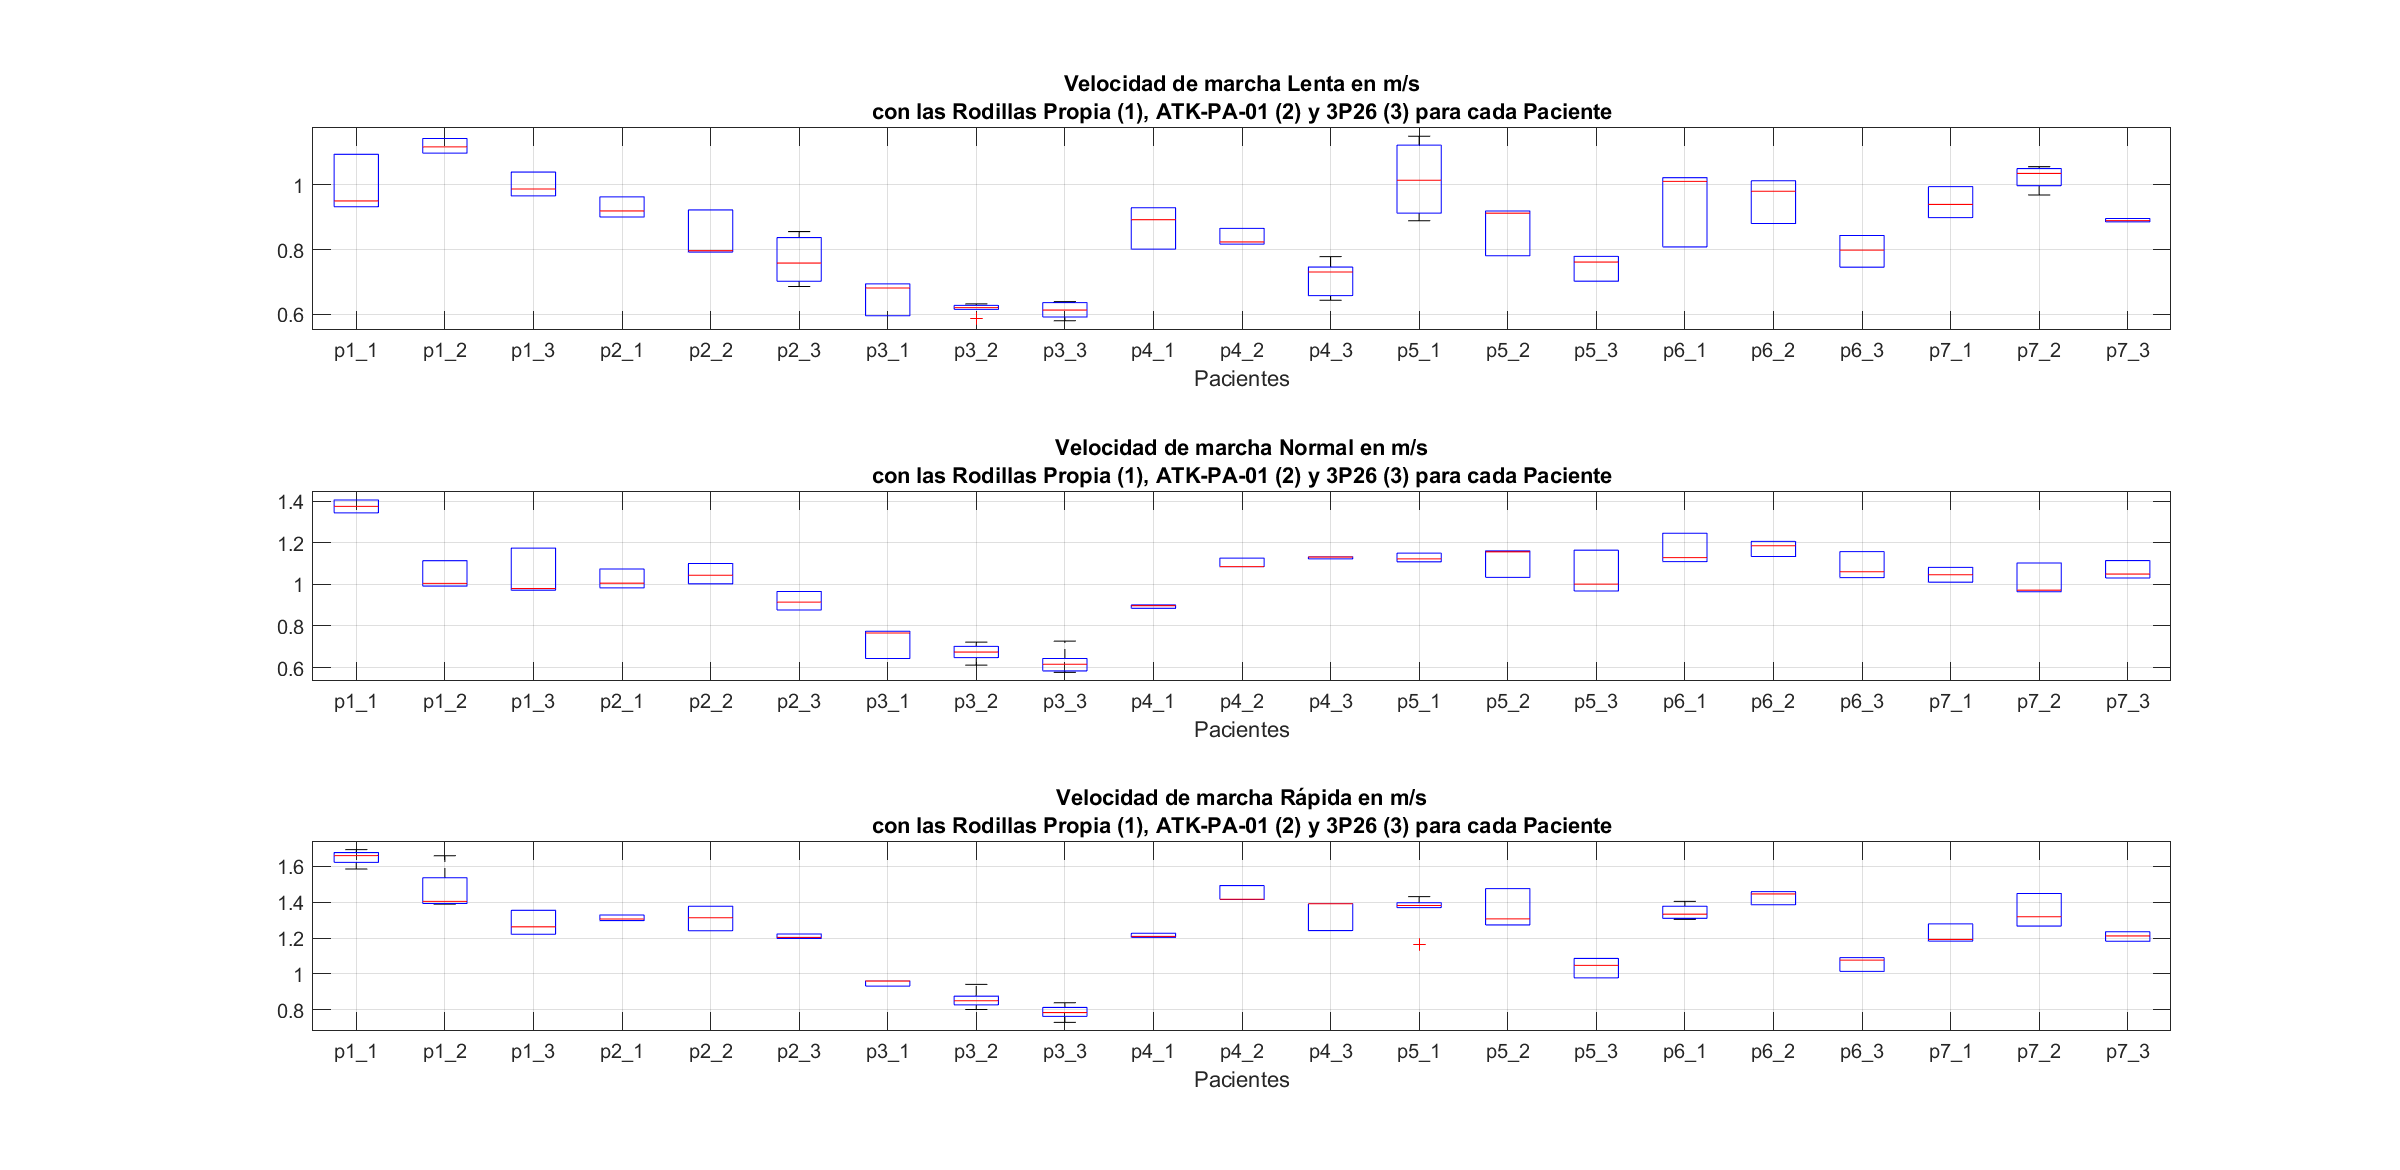 Velocidad de marcha Lenta en m/s
con las Rodillas Propia (1), ATK-PA-01 (2) y 3P26 (3) para cada Paciente
1
0.8
0.6
p1_1 p1_2 p1_3 p2_1 p2_2 p2_3 p3_1 p3_2 p3_3 p4_1 p4_2 p4_3 p5_1 p5_2 p5_3 p6_1 p6_2 p6_3 p7_1 p7_2 p7_3
Pacientes
Velocidad de marcha Normal en m/s
con las Rodillas Propia (1), ATK-PA-01 (2) y 3P26 (3) para cada Paciente
1.4
1.2
1
0.8
0.6
p1_1 p1_2 p1_3 p2_1 p2_2 p2_3 p3_1 p3_2 p3_3 p4_1 p4_2 p4_3 p5_1 p5_2 p5_3 p6_1 p6_2 p6_3 p7_1 p7_2 p7_3
Pacientes
Velocidad de marcha Rápida en m/s
con las Rodillas Propia (1), ATK-PA-01 (2) y 3P26 (3) para cada Paciente
1.6
1.4
1.2
1
0.8
p1_1 p1_2 p1_3 p2_1 p2_2 p2_3 p3_1 p3_2 p3_3 p4_1 p4_2 p4_3 p5_1 p5_2 p5_3 p6_1 p6_2 p6_3 p7_1 p7_2 p7_3
Pacientes